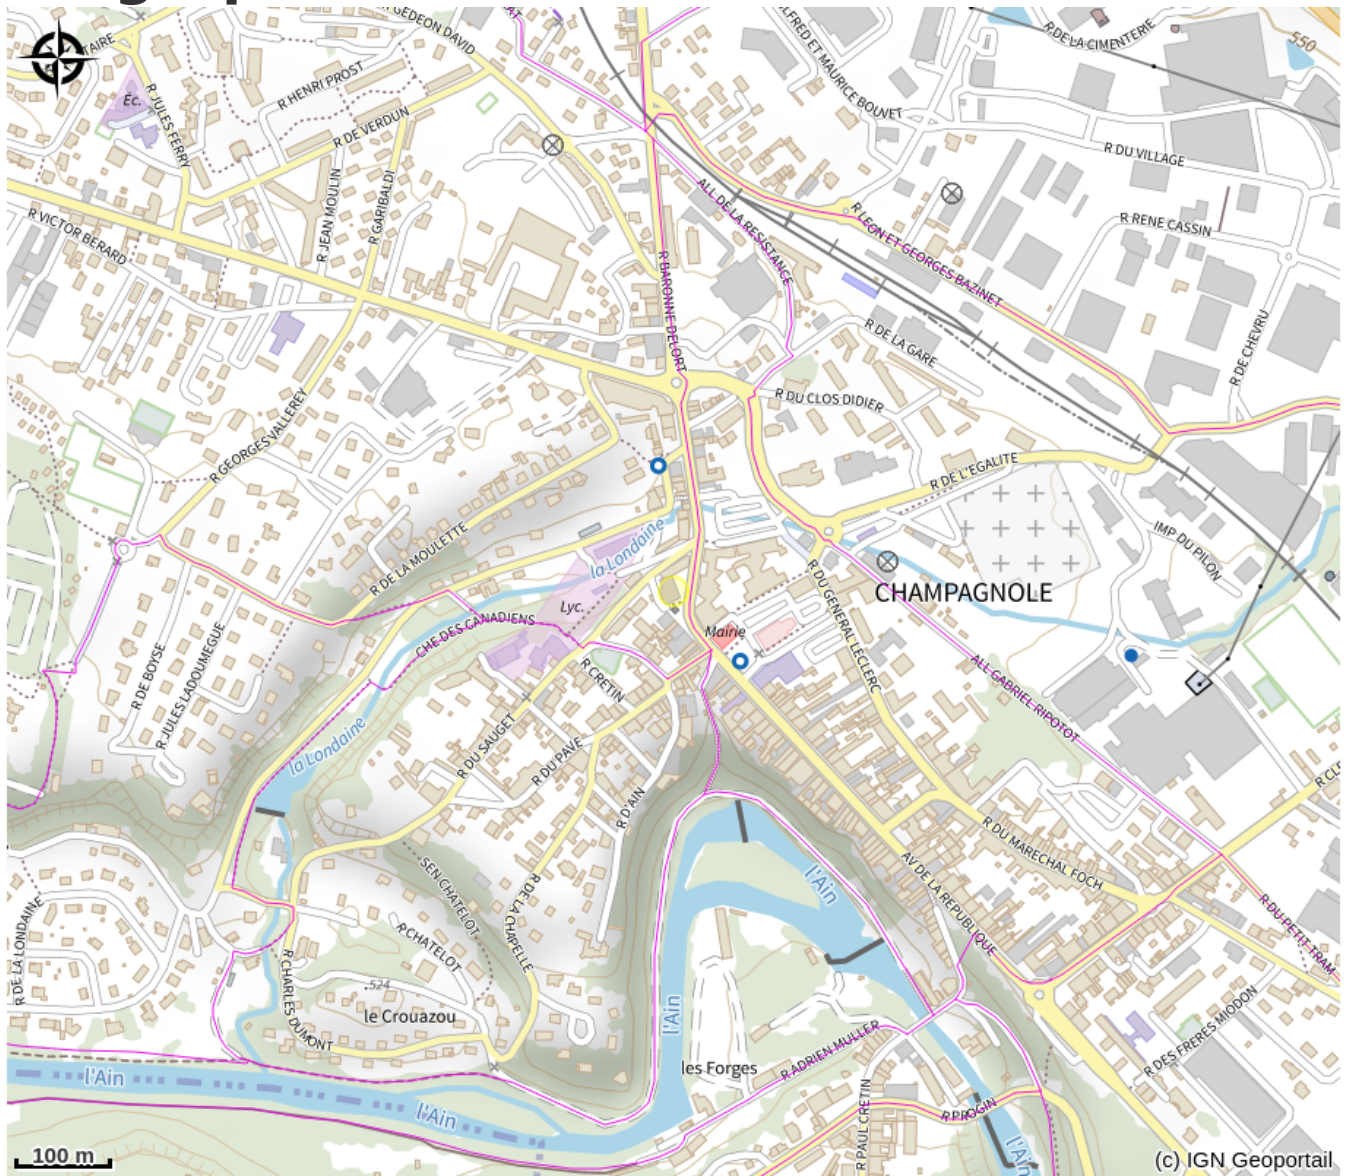 R GEDEON DAVID
TAIRE
Éc.
R JULES FERRY
R HENRI PROST
R DE VERDUN
R JEAN MOULIN
R GARIBALDI
R VICTOR BERARD
ALFRED ET MAURICE BOUVET
R DE LA CIMENTERIE
550
R DU VILLAGE
R RENE CASSIN
ALL DE LA RESISTANCE
R LEON ET GEORGES BAZINET
R BARONNE DELORT
R DE LA GARE
R DE CHEVRU
R DU CLOS DIDIER
R GEORGES VALLEREY
R DE L'EGALITE
R DE LA MOULETTE
la Londaine
IMP DU PILON
CHAMPAGNOLE
Lyc.
CHE DES CANADIENS
Mairie
R DU GENERAL LECLERC
R DE BOYSE
R JULES LADOUMEGUE
R CRETIN
ALL GABRIEL RIPOTOT
la Londaine
R DU SAUGET
R DU PAVE
R D'AIN
R CLE
R DU MARECHAL FOCH
SEN CHATELOT
R DE LA CHAPELLE
l'Ain
AV DE LA REPUBLIQUE
R DU PETIT TRAM
R DE LA LONDAINE
R CHATELOT
R CHARLES DUMONT
524
le Crouazou
l'Ain
les Forges
R ADRIEN MULLER
R DES FRERES MIODON
l'Ain
l'Ain
R PAUL CRETIN
R PROGIN
l'Ain
100 m
(c) IGN Geoportail